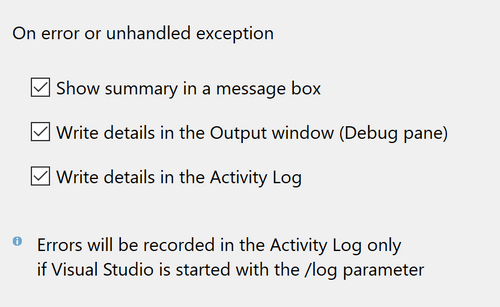 On error or unhandled exception
Show summary in a message box
Write details in the Output window (Debug pane)
Write details in the Activity Log
Errors will be recorded in the Activity Log only
if Visual Studio is started with the /log parameter